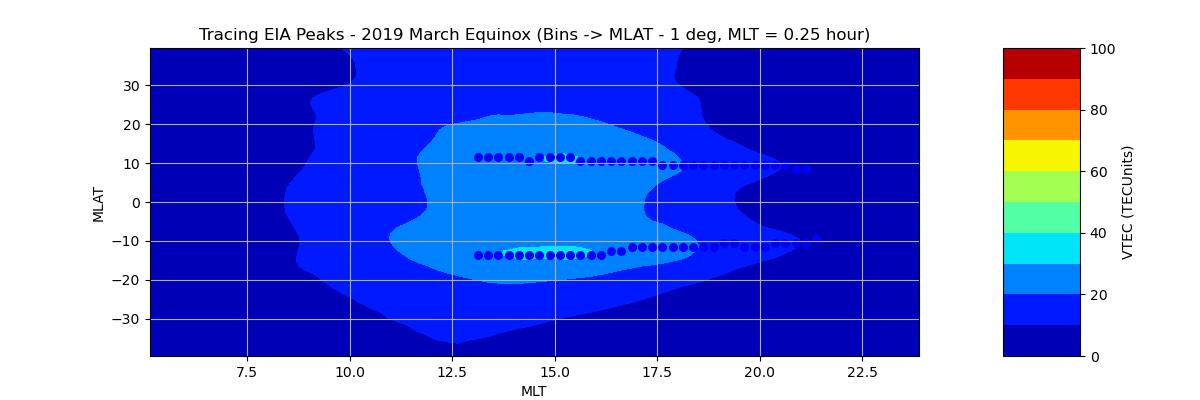 Tracing EIA Peaks - 2019 March Equinox (Bins -> MLAT - 1 deg, MLT = 0.25 hour)
30
20
10
0
−10
−20
−30
MLAT
7.5 10.0 12.5 15.0 17.5 20.0 22.5
MLT
100
80
60
40
20
0
VTEC (TECUnits)